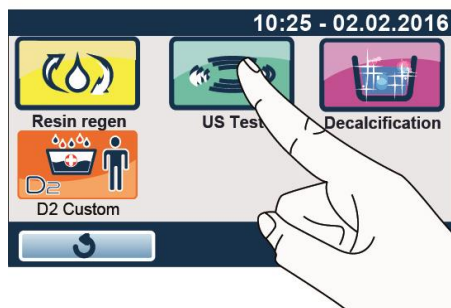 10:25 - 02.02.2016
Resin regen
US Test
Decalcification
D2
D2 Custom